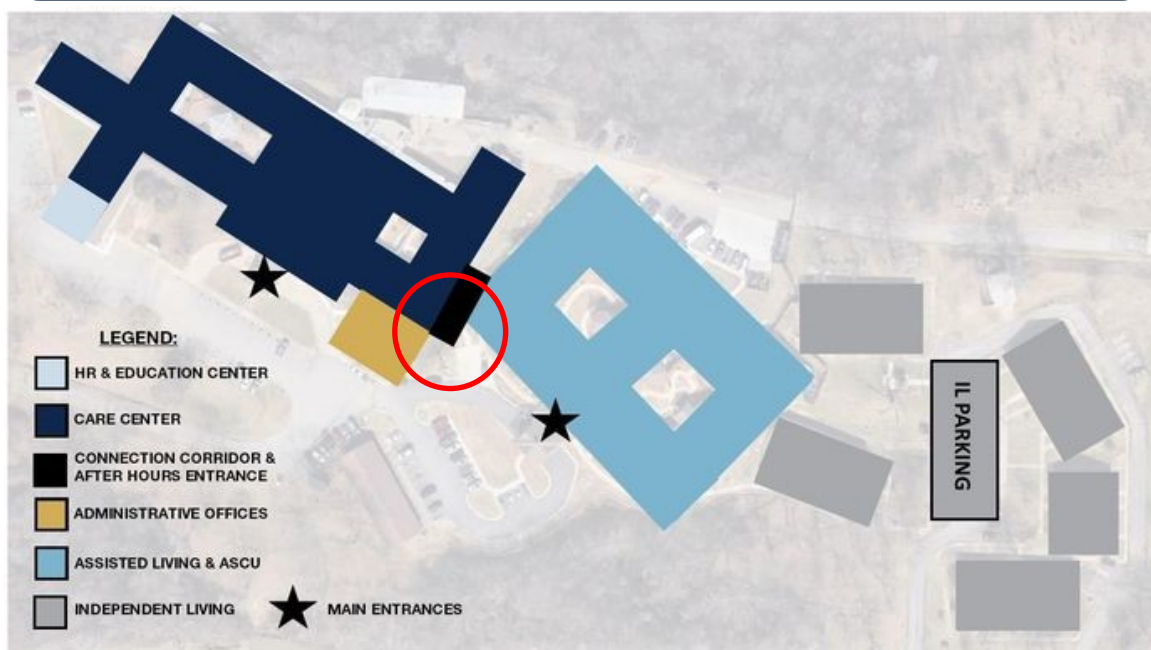 LEGEND:
HR & EDUCATION CENTER
CARE CENTER
CONNECTION CORRIDOR &
AFTER HOURS ENTRANCE
ADMINISTRATIVE OFFICES
ASSISTED LIVING & ASCU
INDEPENDENT LIVING
MAIN ENTRANCES
IL PARKING